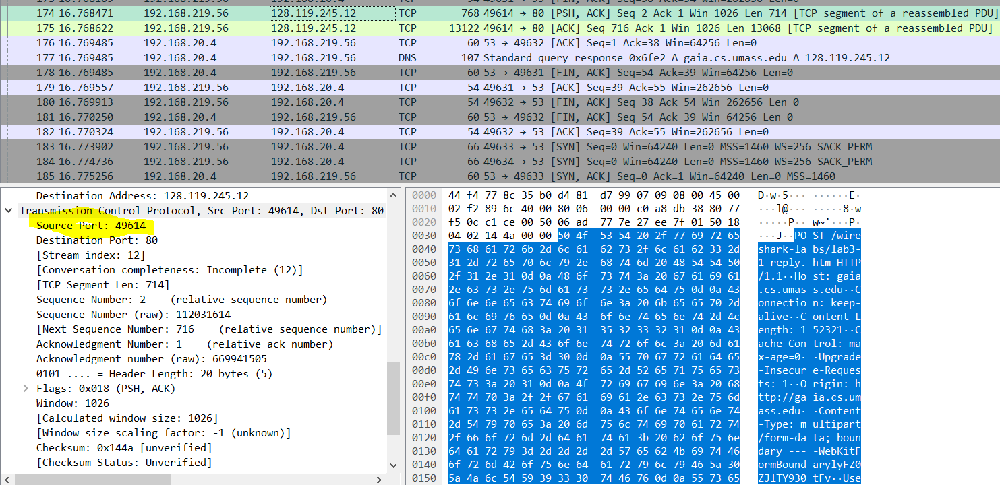 174 16.768471 192.168.219.56 128.119.245.12 TCP 768 49614 → 80 [PSH, ACK] Seq=2 Ack=1 Win=1026 Len=714 [TCP segment of a reassembled PDU]
175 16.768622 192.168.219.56 128.119.245.12 TCP 13122 49614 → 80 [ACK] Seq=716 Ack=1 Win=1026 Len=13068 [TCP segment of a reassembled PDU]
176 16.769485 192.168.20.4 192.168.219.56 TCP 60 53 → 49632 [ACK] Seq=1 Ack=38 Win=64256 Len=0
177 16.769485 192.168.20.4 192.168.219.56 DNS 107 Standard query response 0x6fe2 A gaia.cs.umass.edu A 128.119.245.12
178 16.769485 192.168.20.4 192.168.219.56 TCP 60 53 → 49631 [FIN, ACK] Seq=54 Ack=39 Win=64256 Len=0
179 16.769557 192.168.219.56 192.168.20.4 TCP 54 49631 → 53 [ACK] Seq=39 Ack=55 Win=262656 Len=0
180 16.769913 192.168.219.56 192.168.20.4 TCP 54 49632 → 53 [FIN, ACK] Seq=38 Ack=54 Win=262656 Len=0
181 16.770250 192.168.20.4 192.168.219.56 TCP 60 53 → 49632 [FIN, ACK] Seq=54 Ack=39 Win=64256 Len=0
182 16.770324 192.168.219.56 192.168.20.4 TCP 54 49632 → 53 [ACK] Seq=39 Ack=55 Win=262656 Len=0
183 16.773902 192.168.219.56 192.168.20.4 TCP 66 49633 → 53 [SYN] Seq=0 Win=64240 Len=0 MSS=1460 WS=256 SACK_PERM
184 16.774736 192.168.219.56 192.168.20.4 TCP 66 49634 → 53 [SYN] Seq=0 Win=64240 Len=0 MSS=1460 WS=256 SACK_PERM
185 16.775256 192.168.20.4 192.168.219.56 TCP 60 53 → 49633 [SYN, ACK] Seq=0 Ack=1 Win=64240 Len=0 MSS=1460
Destination Address: 128.119.245.12
Transmission Control Protocol, Src Port: 49614, Dst Port: 80,
Source Port: 49614
Destination Port: 80
[Stream index: 12]
[Conversation completeness: Incomplete (12)]
[TCP Segment Len: 714]
Sequence Number: 2 (relative sequence number)
Sequence Number (raw): 112031614
[Next Sequence Number: 716 (relative sequence number)]
Acknowledgment Number: 1 (relative ack number)
Acknowledgment number (raw): 669941505
0101 .... = Header Length: 20 bytes (5)
Flags: 0x018 (PSH, ACK)
Window: 1026
[Calculated window size: 1026]
[Window size scaling factor: -1 (unknown)]
Checksum: 0x144a [unverified]
[Checksum Status: Unverified]
0000 44 f4 77 8c 35 b0 d4 81 d7 99 07 09 08 00 45 00 D·w·5··· ······E·
0010 02 f2 89 6c 40 00 80 06 00 00 c0 a8 db 38 80 77 ···l@··· ·····8·w
0020 f5 0c c1 ce 00 50 06 ad 77 7e 27 ee 7f 01 50 18 ·····P·· w~'···P·
0030 04 02 14 4a 00 00 50 4f 53 54 20 2f 77 69 72 65 ···J··PO ST /wire
0040 73 68 61 72 6b 2d 6c 61 62 73 2f 6c 61 62 33 2d shark-la bs/lab3-
0050 31 2d 72 65 70 6c 79 2e 68 74 6d 20 48 54 54 50 1-reply. htm HTTP
0060 2f 31 2e 31 0d 0a 48 6f 73 74 3a 20 67 61 69 61 /1.1··Ho st: gaia
0070 2e 63 73 2e 75 6d 61 73 73 2e 65 64 75 0d 0a 43 .cs.umas s.edu··C
0080 6f 6e 6e 65 63 74 69 6f 6e 3a 20 6b 65 65 70 2d onnectio n: keep-
0090 61 6c 69 76 65 0d 0a 43 6f 6e 74 65 6e 74 2d 4c alive··C ontent-L
00a0 65 6e 67 74 68 3a 20 31 35 32 33 32 31 0d 0a 43 ength: 1 52321··C
00b0 61 63 68 65 2d 43 6f 6e 74 72 6f 6c 3a 20 6d 61 ache-Con trol: ma
00c0 78 2d 61 67 65 3d 30 0d 0a 55 70 67 72 61 64 65 x-age=0· ·Upgrade
00d0 2d 49 6e 73 65 63 75 72 65 2d 52 65 71 75 65 73 -Insecur e-Reques
00e0 74 73 3a 20 31 0d 0a 4f 72 69 67 69 6e 3a 20 68 ts: 1··O rigin: h
00f0 74 74 70 3a 2f 2f 67 61 69 61 2e 63 73 2e 75 6d ttp://ga ia.cs.um
0100 61 73 73 2e 65 64 75 0d 0a 43 6f 6e 74 65 6e 74 ass.edu· ·Content
0110 2d 54 79 70 65 3a 20 6d 75 6c 74 69 70 61 72 74 -Type: m ultipart
0120 2f 66 6f 72 6d 2d 64 61 74 61 3b 20 62 6f 75 6e /form-da ta; boun
0130 64 61 72 79 3d 2d 2d 2d 2d 57 65 62 4b 69 74 46 dary=--- -WebKitF
0140 6f 72 6d 42 6f 75 6e 64 61 72 79 6c 79 46 5a 30 ormBound arylyFZ0
0150 5a 4a 6c 54 59 39 33 30 74 46 76 0d 0a 55 73 65 ZJlTY930 tFv··Use